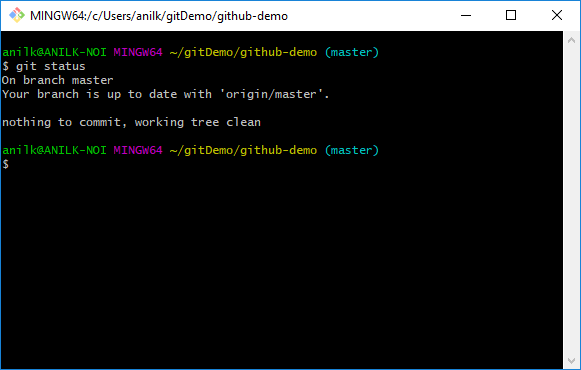 MINGW64:/c/Users/anilk/gitDemo/github-demo
anilk@ANILK-NOI MINGW64 ~/gitDemo/github-demo (master)
$ git status
On branch master
Your branch is up to date with 'origin/master'.
nothing to commit, working tree clean
anilk@ANILK-NOI MINGW64 ~/gitDemo/github-demo (master)
$